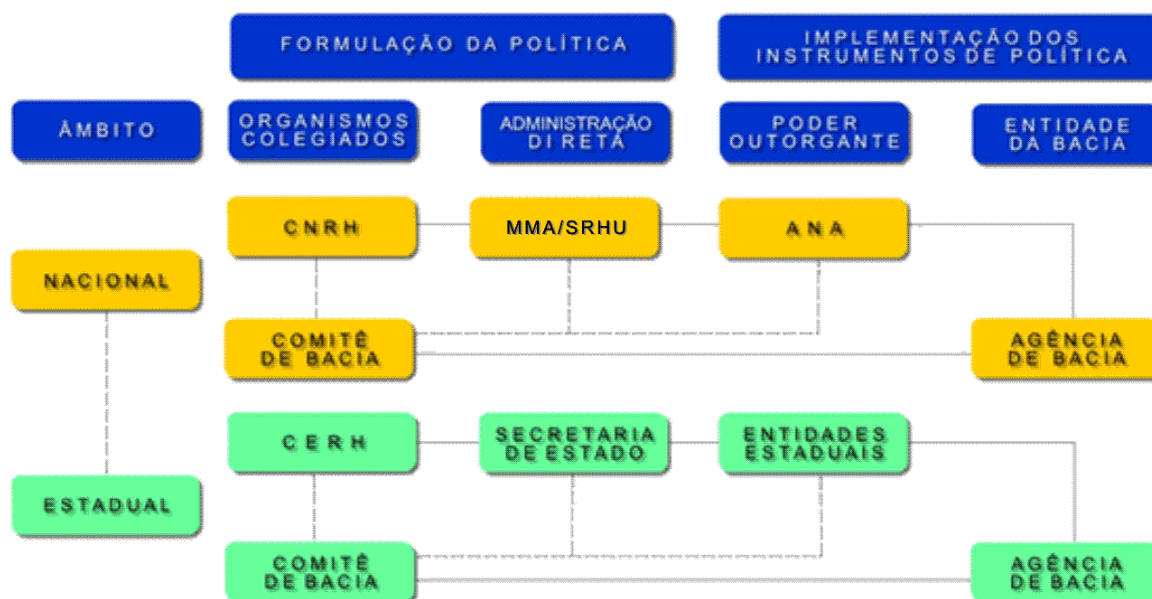 FORMULAÇÃO DA POLÍTICA
IMPLEMENTAÇÃO DOS
INSTRUMENTOS DE POLÍTICA
ÂMBITO
ORGANISMOS
COLEGIADOS
ADMINISTRAÇÃO
DIRETA
PODER
OUTORGANTE
ENTIDADE
DA BACIA
CNRH
MMA/SRHU
ANA
NACIONAL
COMITÊ
DE BACIA
AGÊNCIA
DE BACIA
CERH
SECRETARIA
DE ESTADO
ENTIDADES
ESTADUAIS
ESTADUAL
COMITÊ
DE BACIA
AGÊNCIA
DE BACIA